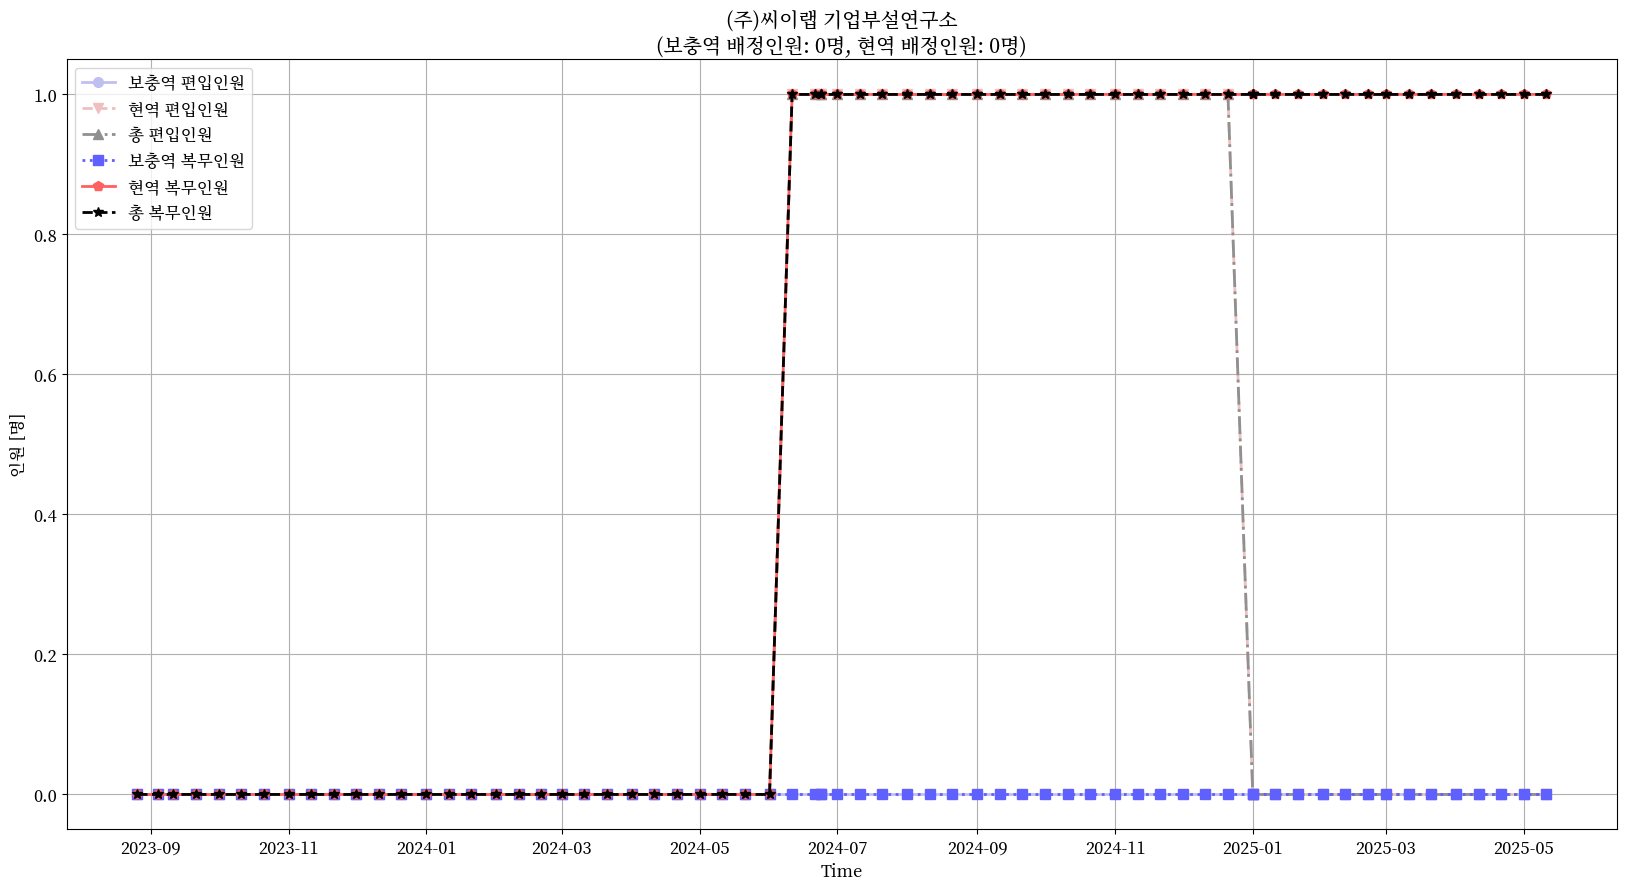 (주)씨이랩 기업부설연구소
(보충역 배정인원: 0명, 현역 배정인원: 0명)
보충역 편입인원
현역 편입인원
총 편입인원
보충역 복무인원
현역 복무인원
총 복무인원
1.0
0.8
0.6
0.4
0.2
0.0
인원 [명]
2023-09 2023-11 2024-01 2024-03 2024-05 2024-07 2024-09 2024-11 2025-01 2025-03 2025-05
Time